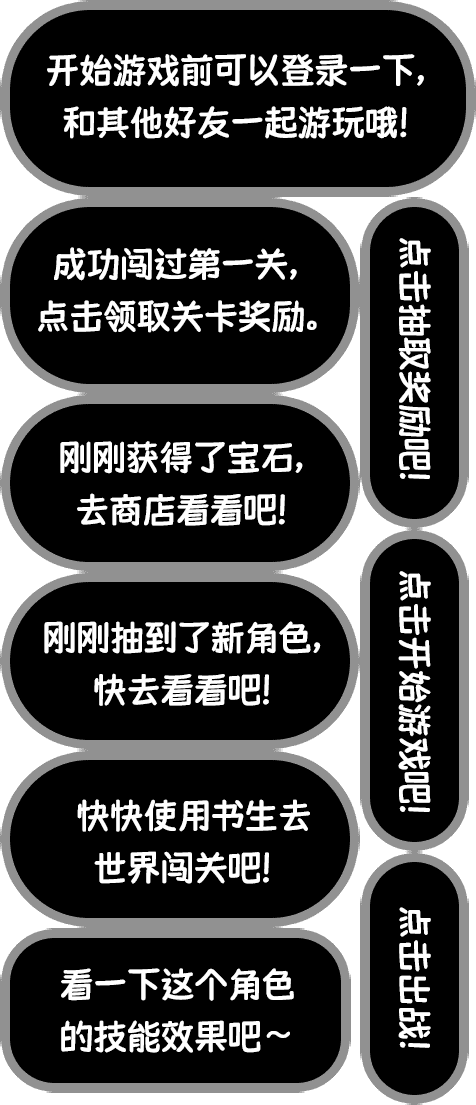 开始游戏前可以登录一下,
和其他好友一起游玩哦!
成功闯过第一关,
点击领取关卡奖励。
刚刚获得了宝石,
去商店看看吧!
刚刚抽到了新角色,
快去看看吧!
快快使用书生去
世界闯关吧!
看一下这个角色
的技能效果吧~
点击抽取奖励吧!
点击开始游戏吧!
点击出战!